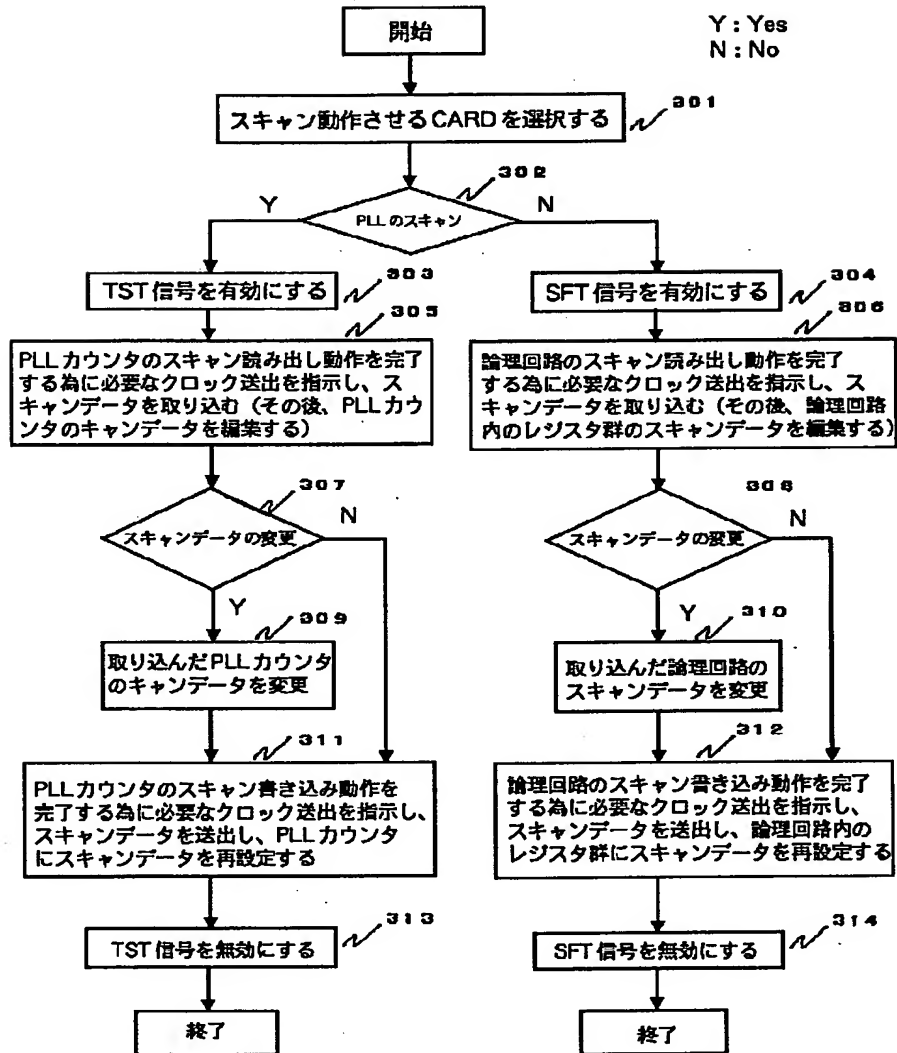 開始
Y : Yes
N : No
スキャン動作させるCARDを選択する
301
302
Y
N
PLLのスキャン
303
304
TST信号を有効にする
SFT信号を有効にする
305
306
PLLカウンタのスキャン読み出し動作を完了
する為に必要なクロック送出を指示し、ス
キャンデータを取り込む（その後、PLLカウ
ンタのキャンデータを編集する）
論理回路のスキャン読み出し動作を完了
する為に必要なクロック送出を指示し、ス
キャンデータを取り込む（その後、論理回路
内のレジスタ群のスキャンデータを編集する）
307
308
スキャンデータの変更
N
スキャンデータの変更
N
Y
309
Y
310
取り込んだPLLカウンタ
のキャンデータを変更
取り込んだ論理回路の
スキャンデータを変更
311
312
PLLカウンタのスキャン書き込み動作を
完了する為に必要なクロック送出を指示し、
スキャンデータを送出し、PLLカウンタ
にスキャンデータを再設定する
論理回路のスキャン書き込み動作を完了
する為に必要なクロック送出を指示し、
スキャンデータを送出し、論理回路内の
レジスタ群にスキャンデータを再設定する
313
314
TST信号を無効にする
SFT信号を無効にする
終了
終了